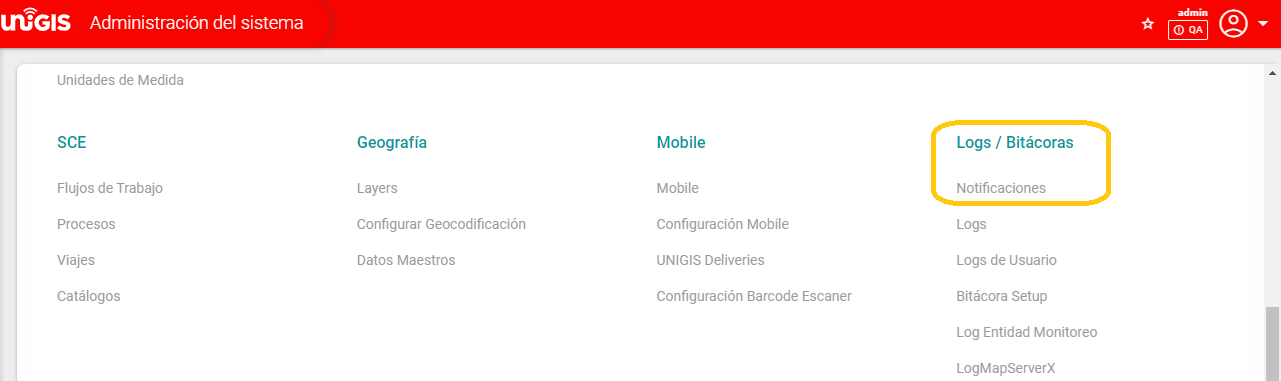 UNIGIS Administración del sistema
admin
QA
Unidades de Medida
SCE
Flujos de Trabajo
Procesos
Viajes
Catálogos
Geografía
Layers
Configurar Geocodificación
Datos Maestros
Mobile
Mobile
Configuración Mobile
UNIGIS Deliveries
Configuración Barcode Escaner
Logs / Bitácoras
Notificaciones
Logs
Logs de Usuario
Bitácora Setup
Log Entidad Monitoreo
LogMapServerX